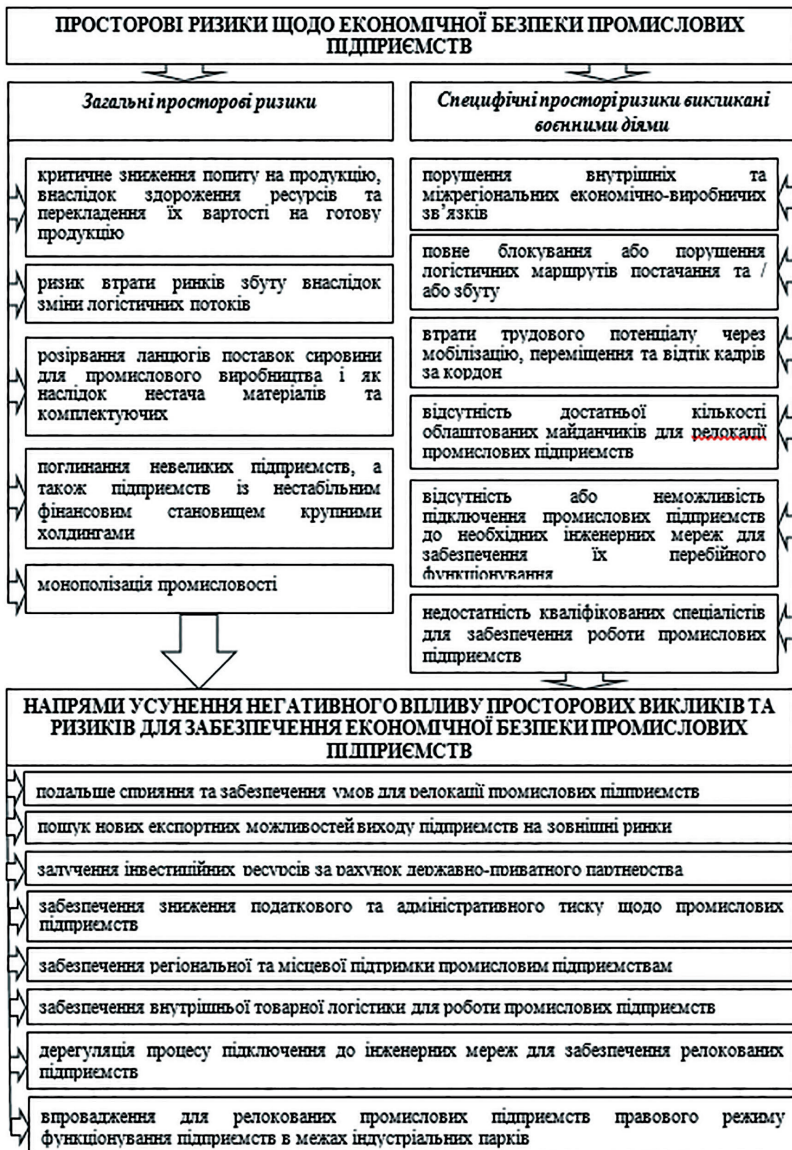 ПРОСТОРОВІ РИЗИКИ ЩОДО ЕКОНОМІЧНОЇ БЕЗПЕКИ ПРОМИСЛОВИХ
ПІДПРИЄМСТВ
Загальні просторові ризики
критичне зниження попиту на продукцію,
внаслідок здороження ресурсів та
перекладення їх вартості на готову
продукцію
ризик втрати ринків збуту внаслідок
зміни логістичних потоків
розірвання ланцюгів поставок сировини
для промислового виробництва і як
наслідок нестача матеріалів та
комплектуючих
поглинання невеликих підприємств, а
також підприємств із нестабільним
фінансовим становищем крупними
холдингами
монополізація промисловості
Специфічні просторі ризики викликані
воєнними діями
порушення внутрішніх та
міжрегіональних економічно-виробничих
зв’язків
повне блокування або порушення
логістичних маршрутів постачання та /
або збуту
втрати трудового потенціалу через
мобілізацію, переміщення та відтік кадрів
за кордон
відсутність достатньої кількості
облаштованих майданчиків для релокації
промислових підприємств
відсутність або неможливість
підключення промислових підприємств
до необхідних інженерних мереж для
забезпечення їх перебійного
функціонування
недостатність кваліфікованих спеціалістів
для забезпечення роботи промислових
підприємств
НАПРЯМИ УСУНЕННЯ НЕГАТИВНОГО ВПЛИВУ ПРОСТОРОВИХ ВИКЛИКІВ ТА
РИЗИКІВ ДЛЯ ЗАБЕЗПЕЧЕННЯ ЕКОНОМІЧНОЇ БЕЗПЕКИ ПРОМИСЛОВИХ
ПІДПРИЄМСТВ
подальше сприяння та забезпечення умов для релокації промислових підприємств
пошук нових експортних можливостей виходу підприємств на зовнішні ринки
залучення інвестиційних ресурсів за рахунок державно-приватного партнерства
забезпечення зниження податкового та адміністративного тиску щодо промислових
підприємств
забезпечення регіональної та місцевої підтримки промисловим підприємствам
забезпечення внутрішньої товарної логістики для роботи промислових підприємств
дерегуляція процесу підключення до інженерних мереж для забезпечення релокованих
підприємств
впровадження для релокованих промислових підприємств правового режиму
функціонування підприємств в межах індустріальних парків